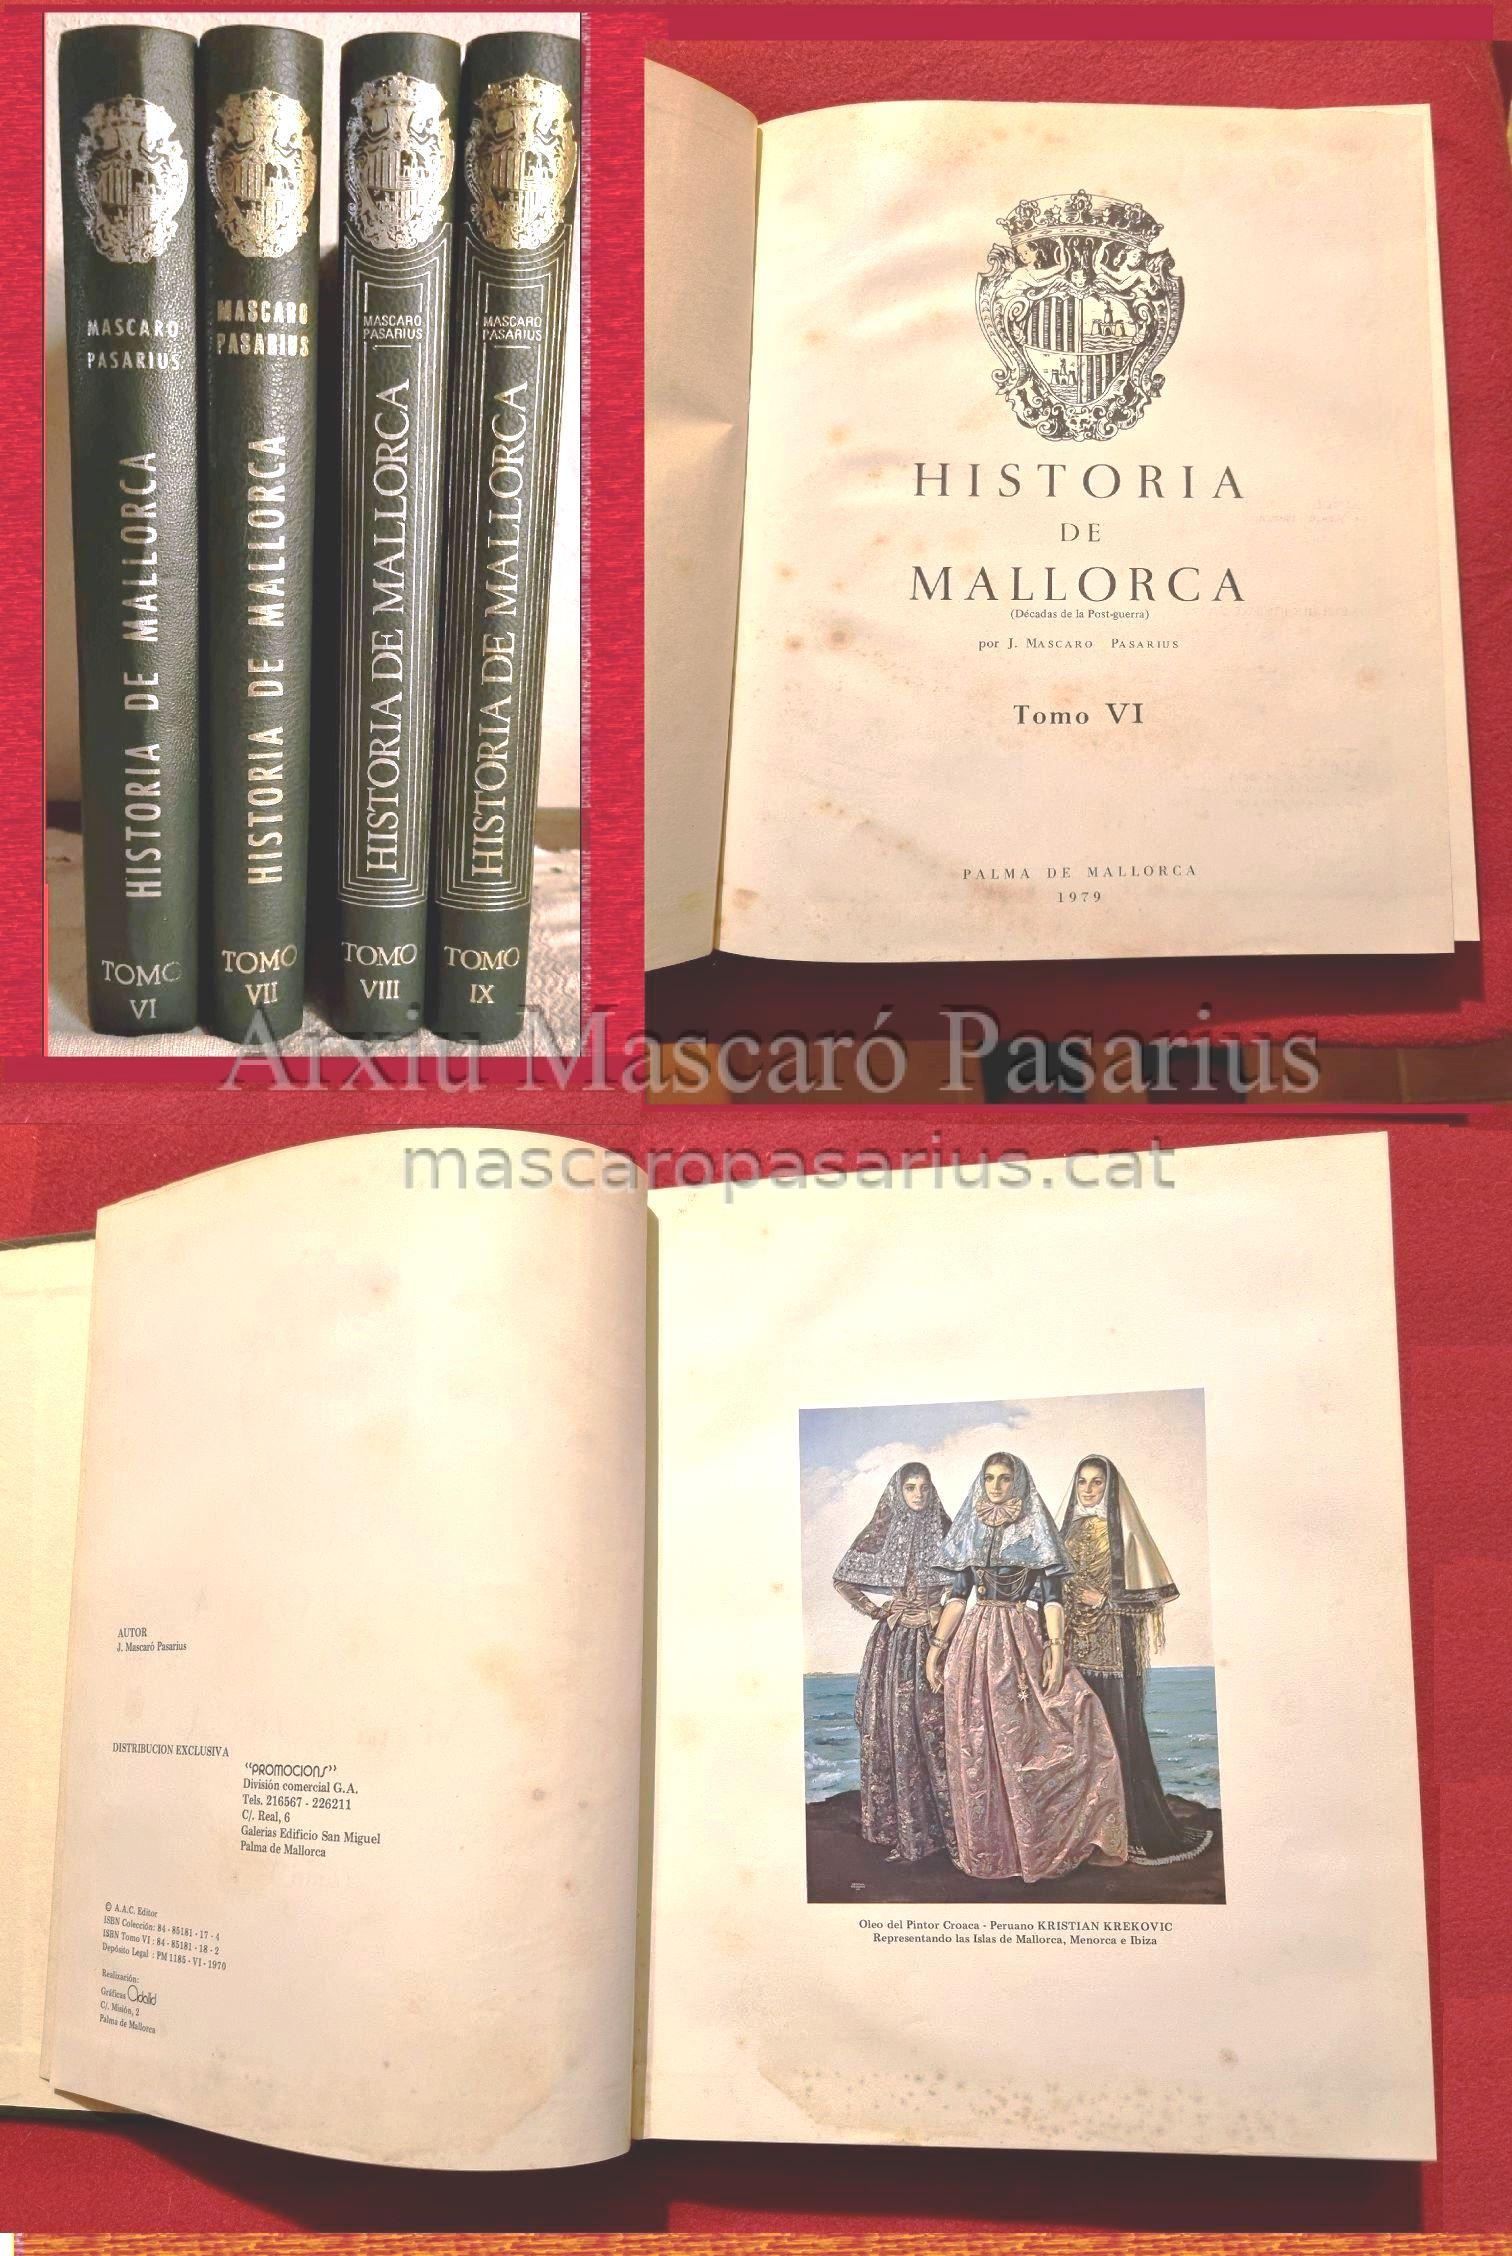 MASCARO
PASARIUS
HISTORIA DE MALLORCA
TOMO
VI
MASCARO
PASARIUS
HISTORIA DE MALLORCA
TOMO
VII
MASCARO
PASARIUS
HISTORIA DE MALLORCA
TOMO
VIII
MASCARO
PASARIUS
HISTORIA DE MALLORCA
TOMO
IX
HISTORIA
DE
MALLORCA
(Décadas de la Post-guerra)
por J. MASCARO PASARIUS
Tomo VI
PALMA DE MALLORCA
1979
Arxiu Mascaró Pasarius
mascaropasarius.cat
AUTOR
J. Mascaró Pasarius
DISTRIBUCION EXCLUSIVA
"PROMOCIONS"
División comercial G.A.
Tels. 216567 - 226211
C/. Real, 6
Galerias Edificio San Miguel
Palma de Mallorca
© A.A.C. Editor
ISBN Colección: 84 - 85181 - 17 - 4
ISBN Tomo VI : 84 - 85181 - 18 - 2
Depósito Legal : PM 1185 - VI - 1970
Realización:
Gráficas
C/. Misión, 2
Palma de Mallorca
Oleo del Pintor Croaca - Peruano KRISTIAN KREKOVIC
Representando las Islas de Mallorca, Menorca e Ibiza